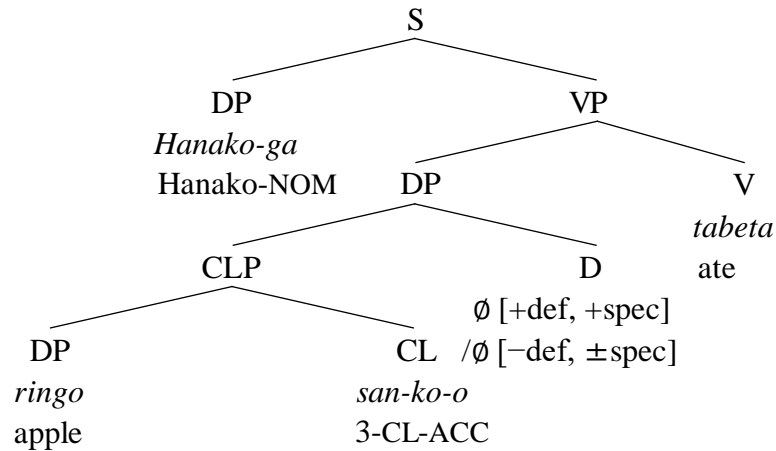 S
DP VP
Hanako-ga
Hanako-NOM DP V
tabeta
CLP D ate
∅ [+def, +spec]
DP CL /∅ [−def, ±spec]
ringo san-ko-o
apple 3-CL-ACC